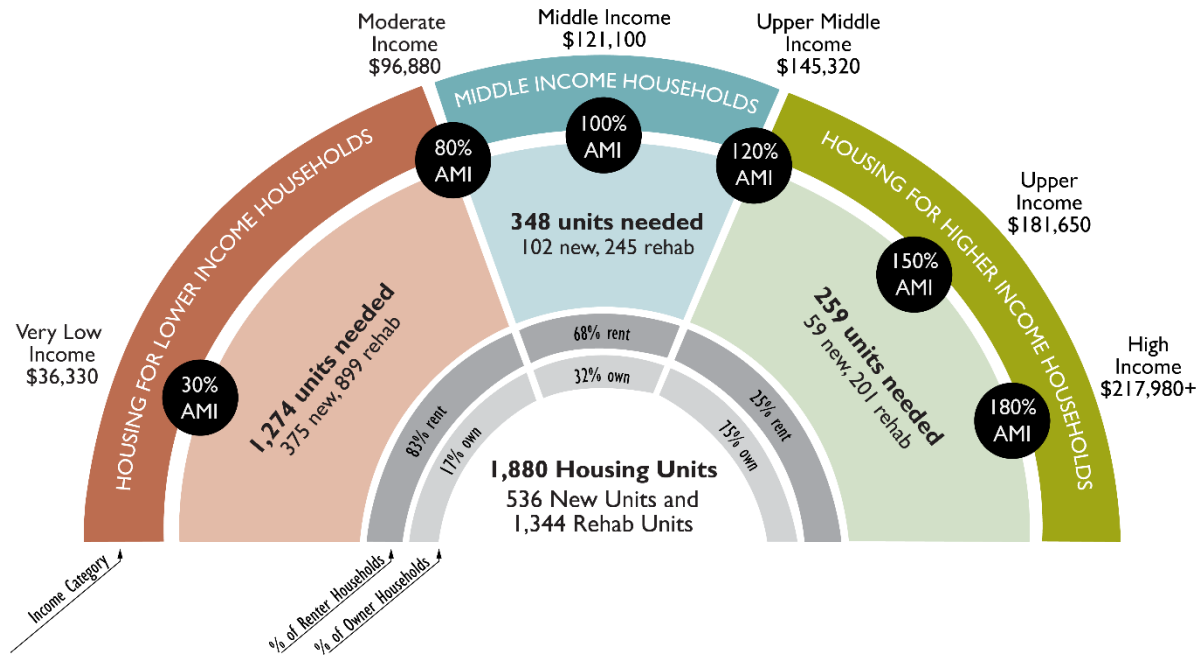 Moderate
Income
$96,880
Middle Income
$121,100
Upper Middle
Income
$145,320
Upper
Income
$181,650
High
Income
$217,980+
Very Low
Income
$36,330
HOUSING FOR LOWER INCOME HOUSEHOLDS
MIDDLE INCOME HOUSEHOLDS
HOUSING FOR HIGHER INCOME HOUSEHOLDS
30%
AMI
80%
AMI
100%
AMI
120%
AMI
150%
AMI
180%
AMI
1,274 units needed
375 new, 899 rehab
348 units needed
102 new, 245 rehab
259 units needed
59 new, 201 rehab
83% rent
17% own
68% rent
32% own
25% rent
75% own
1,880 Housing Units
536 New Units and
1,344 Rehab Units
Income Category
% of Renter Households
% of Owner Households